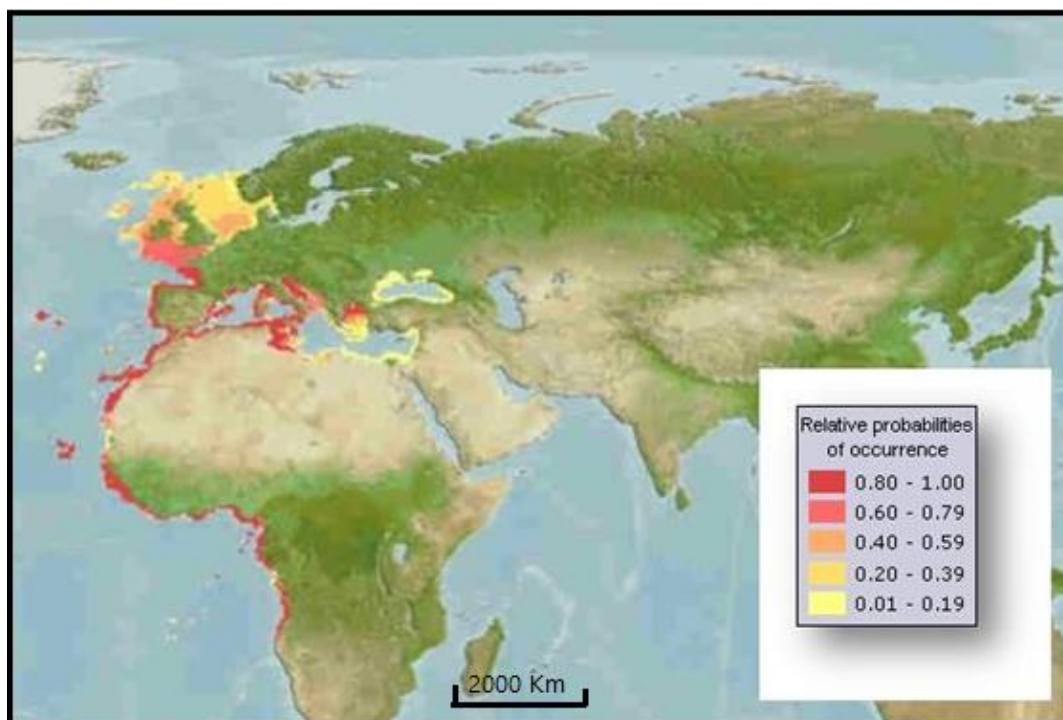 Relative probabilities
of occurrence
0.80 - 1.00
0.60 - 0.79
0.40 - 0.59
0.20 - 0.39
0.01 - 0.19
2000 Km